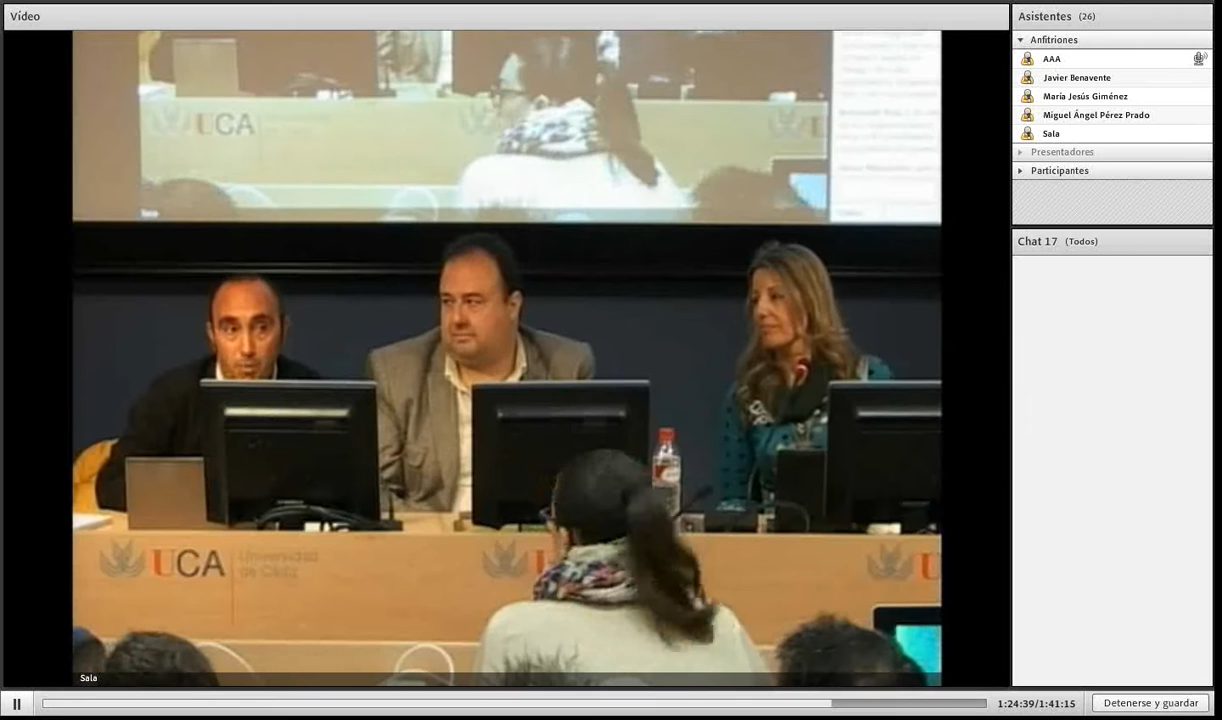 Vídeo
Asistentes (26)
Anfitriones
AAA
Javier Benavente
María Jesús Giménez
Miguel Ángel Pérez Prado
Sala
Presentadores
Participantes
Chat 17 (Todos)
UCA
UCA Universidad
de Cádiz
Sala
1:24:39/1:41:15
Detenerse y guardar